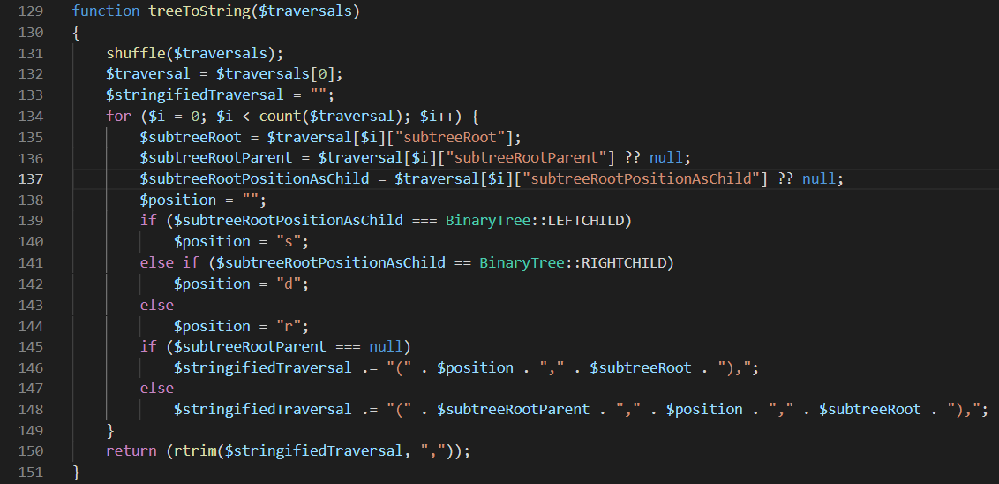 129 function treeToString($traversals)
130 {
131     shuffle($traversals);
132     $traversal = $traversals[0];
133     $stringifiedTraversal = "";
134     for ($i = 0; $i < count($traversal); $i++) {
135         $subtreeRoot = $traversal[$i]["subtreeRoot"];
136         $subtreeRootParent = $traversal[$i]["subtreeRootParent"] ?? null;
137         $subtreeRootPositionAsChild = $traversal[$i]["subtreeRootPositionAsChild"] ?? null;
138         $position = "";
139         if ($subtreeRootPositionAsChild === BinaryTree::LEFTCHILD)
140             $position = "s";
141         else if ($subtreeRootPositionAsChild == BinaryTree::RIGHTCHILD)
142             $position = "d";
143         else
144             $position = "r";
145         if ($subtreeRootParent === null)
146             $stringifiedTraversal .= "(" . $position . "," . $subtreeRoot . "),";
147         else
148             $stringifiedTraversal .= "(" . $subtreeRootParent . "," . $position . "," . $subtreeRoot . "),";
149     }
150     return (rtrim($stringifiedTraversal, ","));
151 }